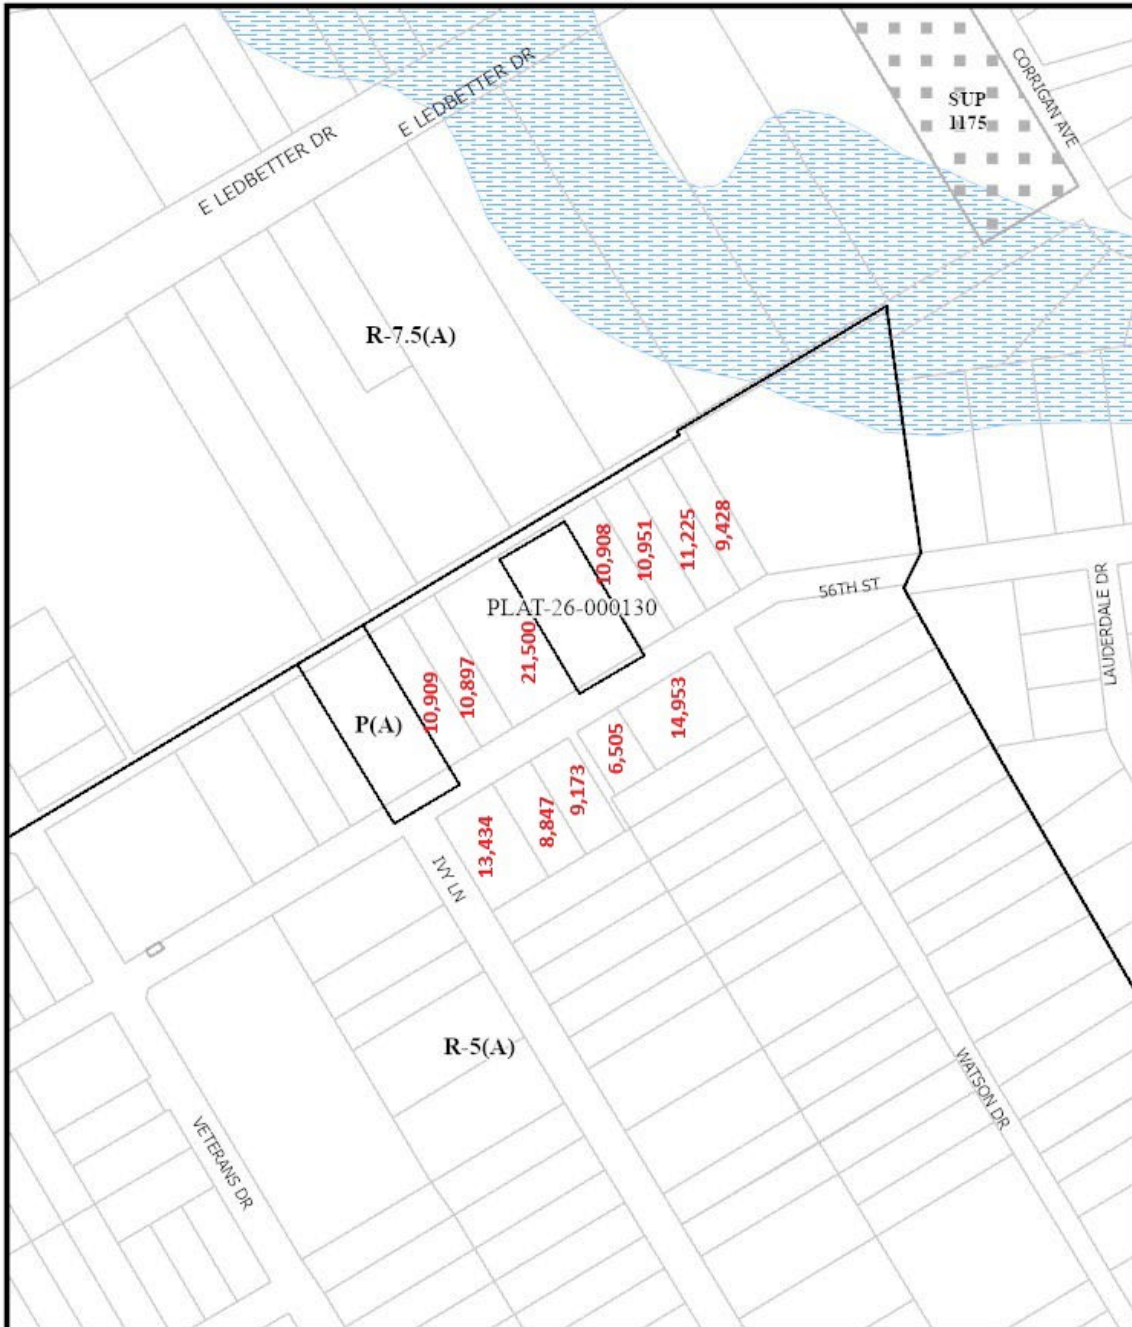 E LEDBETTER DR
E LEDBETTER DR
CORRIGAN AVE
SUP
1175
R-7.5(A)
10,908
10,951
11,225
9,428
56TH ST
LAUDERDALE DR
PLAT-26-000130
21,500
10,897
10,909
P(A)
14,953
6,505
9,173
8,847
13,434
IVY LN
R-5(A)
WATSON DR
VETERANS DR